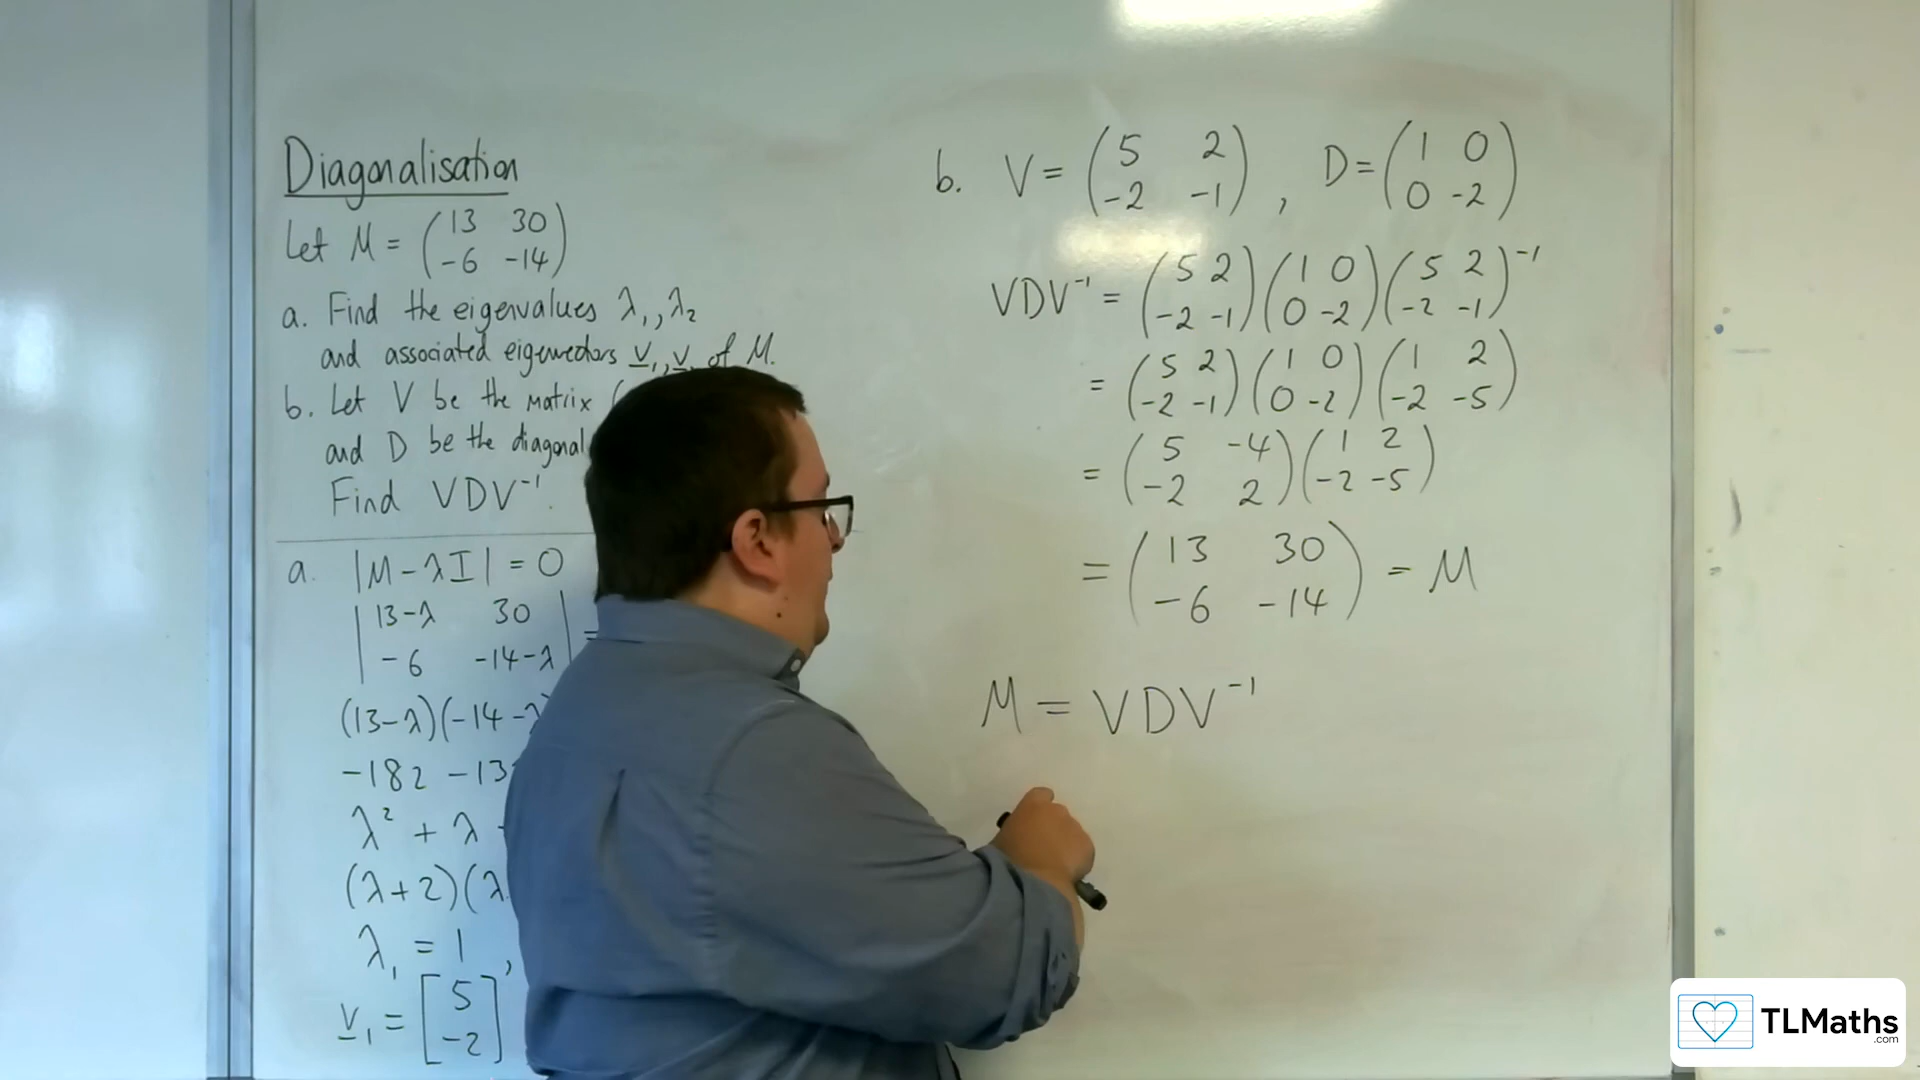 Diagonalisation
Let M = (13 30
-6 -14)
a. Find the eigenvalues λ₁, λ₂
and associated eigenvectors v₁, v of M.
b. Let V be the matrix (
and D be the diagonal
Find VDV⁻¹.
a. |M - λI| = 0
|13-λ 30
-6 -14-λ| =
(13-λ)(-14-λ
-182 -13
λ² + λ -
(λ+2)(λ
λ₁ = 1,
v₁ = [5
-2]
b. V = (5 2
-2 -1), D = (1 0
0 -2)
VDV⁻¹ = (5 2
-2 -1)(1 0
0 -2)(5 2
-2 -1)⁻¹
= (5 2
-2 -1)(1 0
0 -2)(1 2
-2 -5)
= (5 -4
-2 2)(1 2
-2 -5)
= (13 30
-6 -14) = M
M = VDV⁻¹
TLMaths
.com